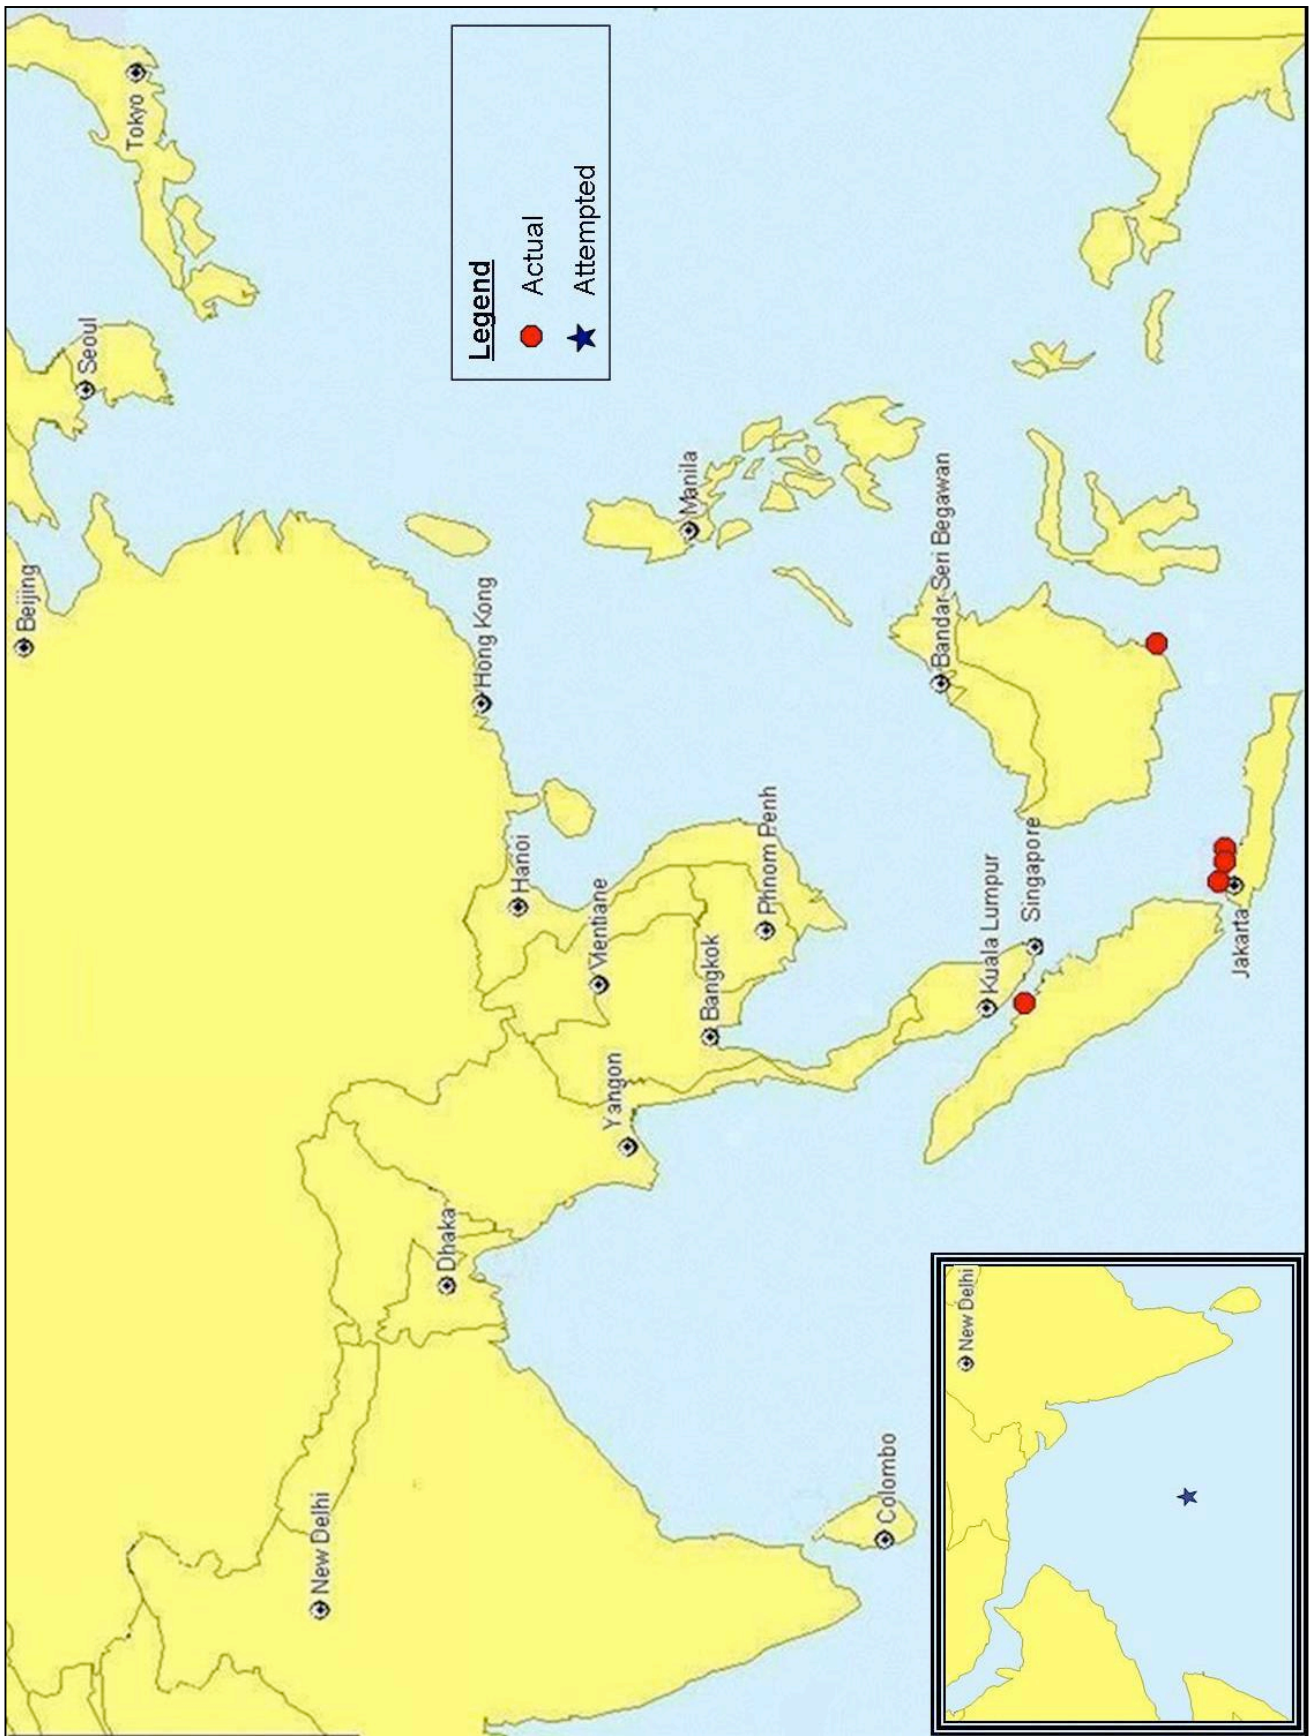 Beijing
Seoul
Tokyo
Legend
Actual
Attempted
New Delhi
Dhaka
Hong Kong
Hanoi
Yangon
Vientiane
Manila
Bangkok
Phnom Penh
Colombo
Bandar Seri Begawan
Kuala Lumpur
Singapore
Jakarta
New Delhi